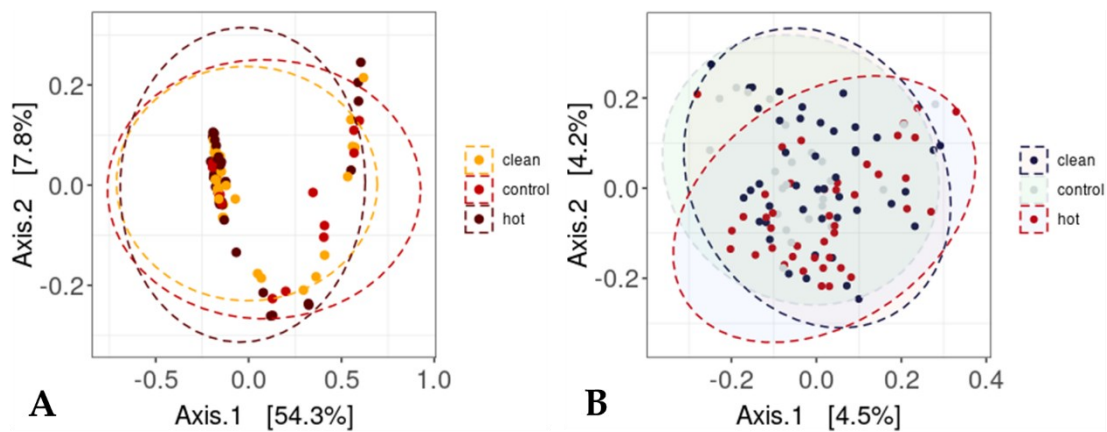 0.2
0.0
-0.2
Axis.2 [7.8%]
-0.5 0.0 0.5 1.0
Axis.1 [54.3%]
clean
control
hot
A
0.2
0.0
-0.2
Axis.2 [4.2%]
-0.2 0.0 0.2 0.4
Axis.1 [4.5%]
clean
control
hot
B